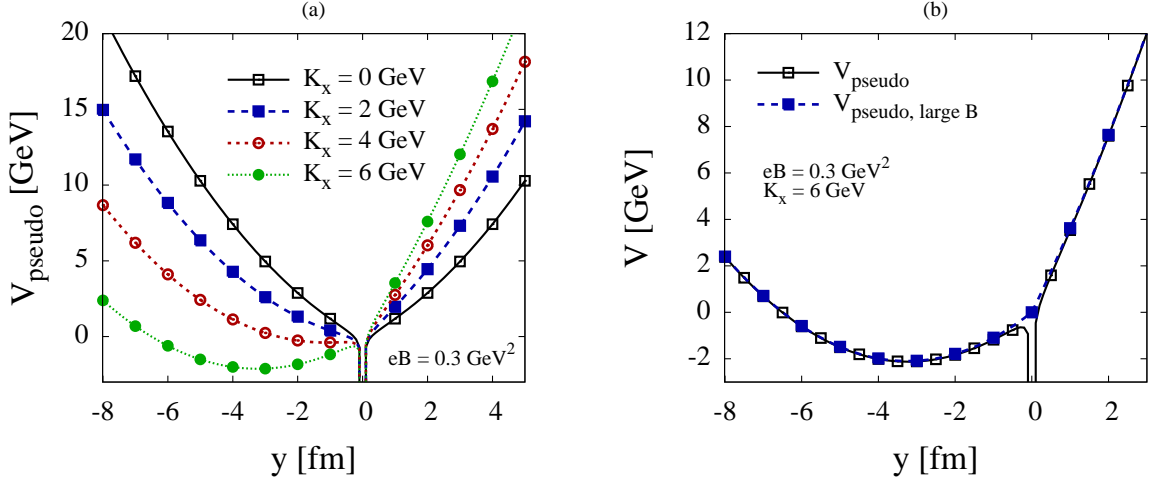 (a)
V_pseudo [GeV]
20
15
10
5
0
K_x = 0 GeV
K_x = 2 GeV
K_x = 4 GeV
K_x = 6 GeV
eB = 0.3 GeV^2
-8 -6 -4 -2 0 2 4
y [fm]
(b)
V [GeV]
12
10
8
6
4
2
0
-2
V_pseudo
V_pseudo, large B
eB = 0.3 GeV^2
K_x = 6 GeV
-8 -6 -4 -2 0 2
y [fm]